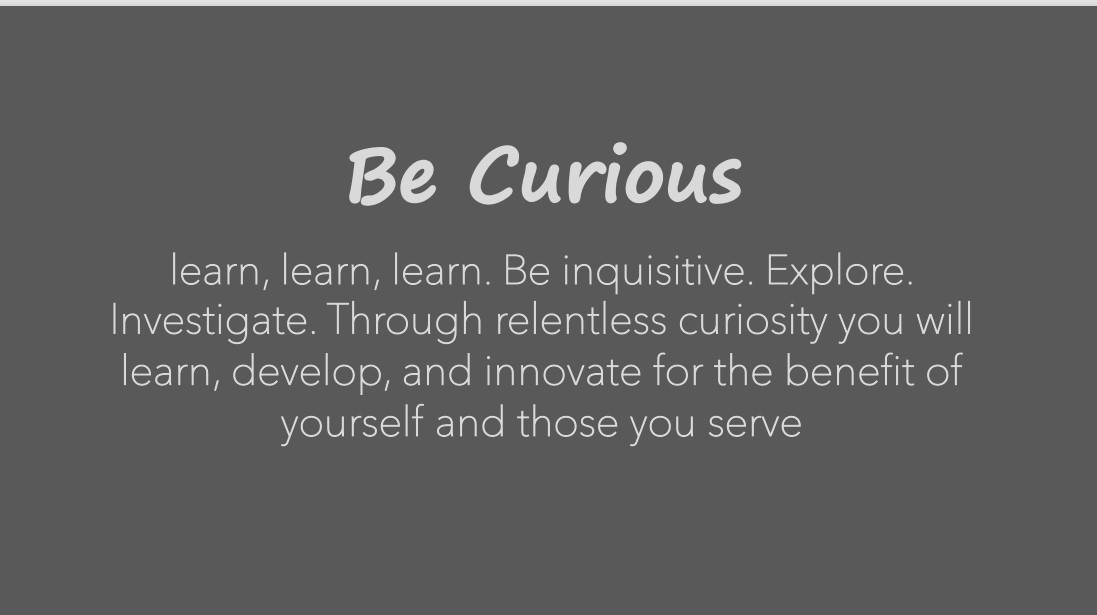 Be Curious
learn, learn, learn. Be inquisitive. Explore.
Investigate. Through relentless curiosity you will
learn, develop, and innovate for the benefit of
yourself and those you serve